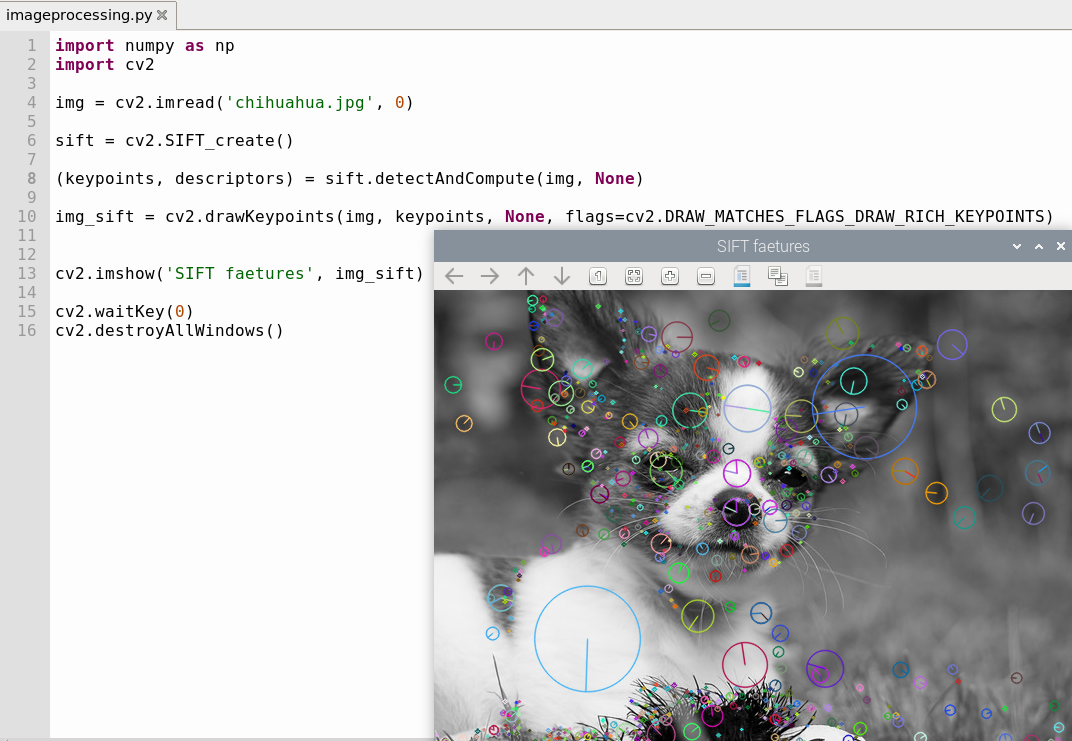 imageprocessing.py
1 import numpy as np
2 import cv2
3
4 img = cv2.imread('chihuahua.jpg', 0)
5
6 sift = cv2.SIFT_create()
7
8 (keypoints, descriptors) = sift.detectAndCompute(img, None)
9
10 img_sift = cv2.drawKeypoints(img, keypoints, None, flags=cv2.DRAW_MATCHES_FLAGS_DRAW_RICH_KEYPOINTS)
11
12
13 cv2.imshow('SIFT faetures', img_sift)
14
15 cv2.waitKey(0)
16 cv2.destroyAllWindows()
SIFT faetures
1